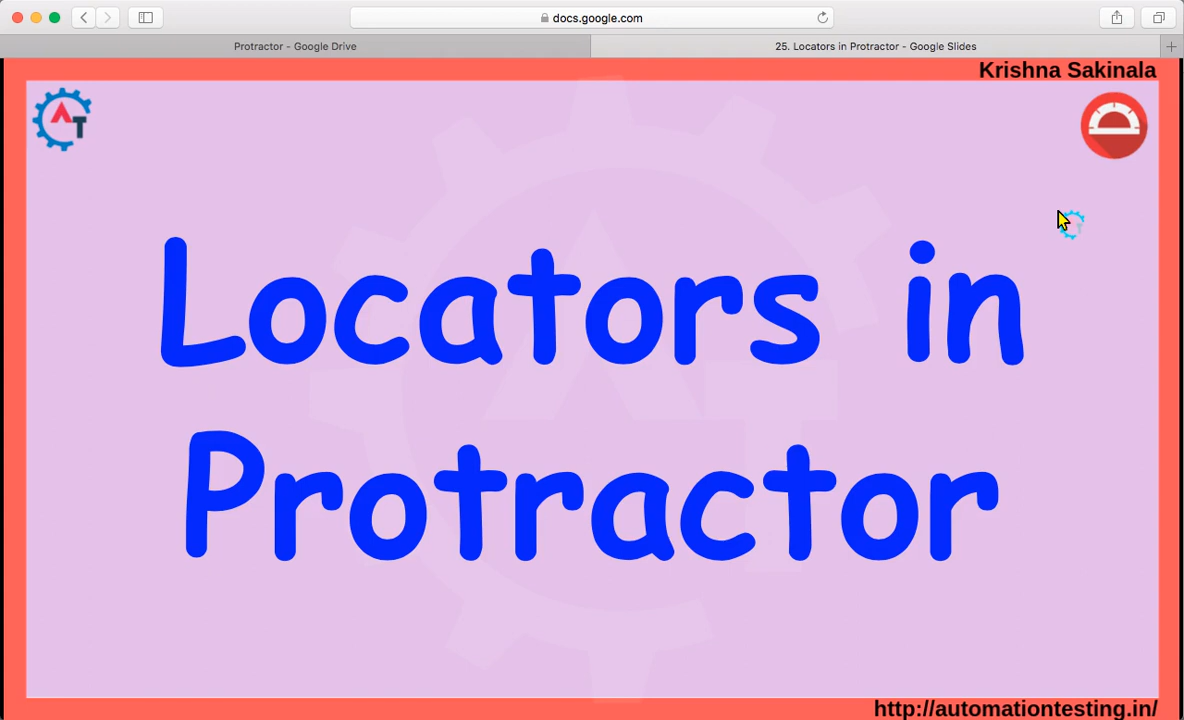 docs.google.com
Protractor - Google Drive
25. Locators in Protractor - Google Slides
Krishna Sakinala
AT
Locators in
Protractor
http://automationtesting.in/